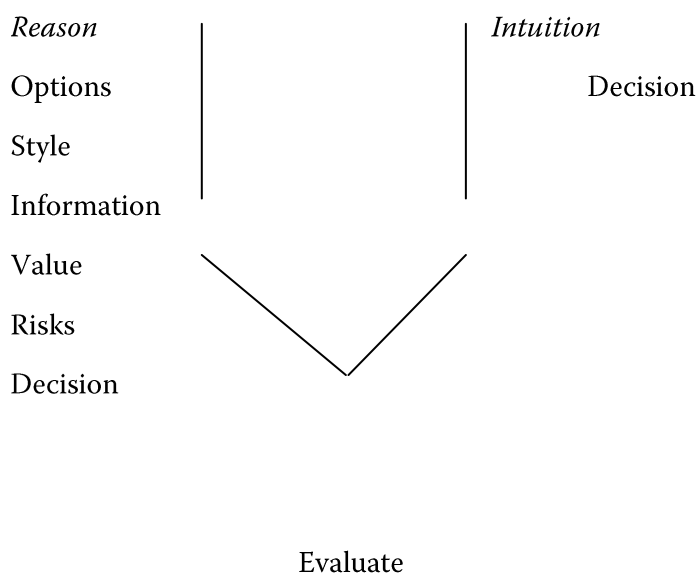 Reason
Options
Style
Information
Value
Risks
Decision
Intuition
Decision
Evaluate